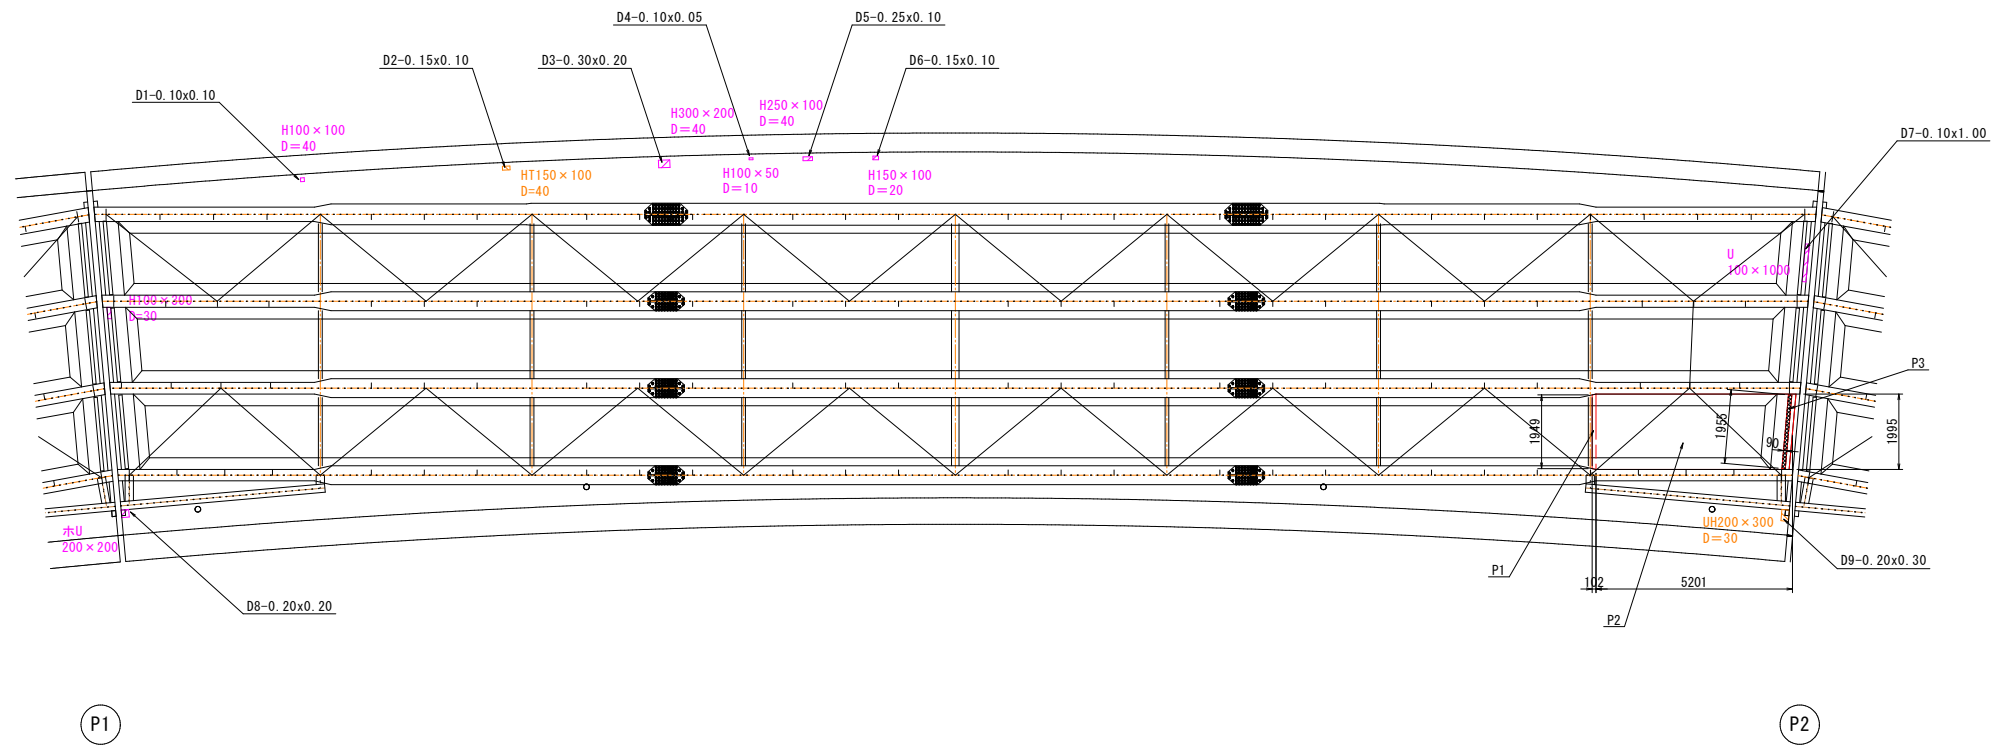 D4-0.10x0.05
D5-0.25x0.10
D2-0.15x0.10
D3-0.30x0.20
D6-0.15x0.10
D1-0.10x0.10
H300×200
D=40
H250×100
D=40
H100×100
D=40
D7-0.10x1.00
HT150×100
D=40
H100×50
D=10
H150×100
D=20
U
100×1000
H100×300
D=30
P3
1949
1955
90
1995
ホU
200×200
UH200×300
D=30
D9-0.20x0.30
P1
102
5201
D8-0.20x0.20
P2
P1
P2